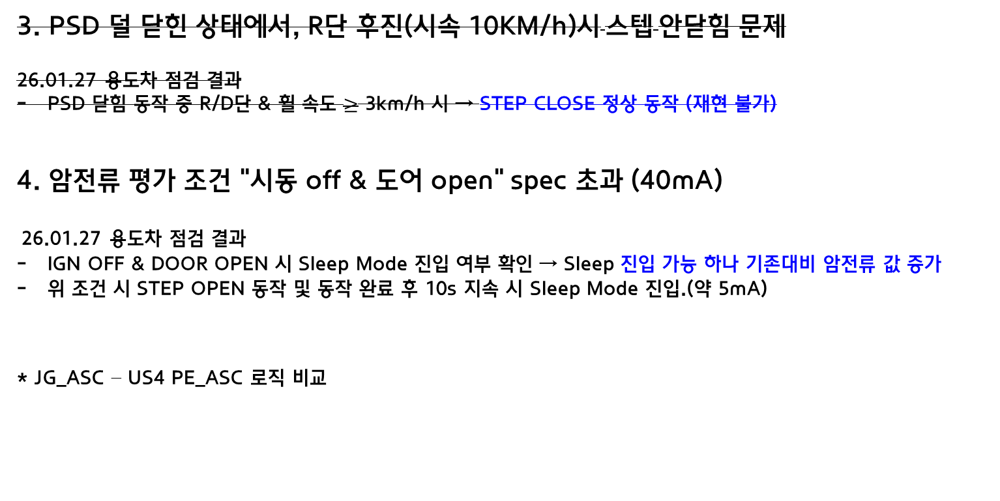 3. PSD 덜 닫힌 상태에서, R단 후진(시속 10KM/h)시 스텝 안닫힘 문제
26.01.27 용도차 점검 결과
- PSD 닫힘 동작 중 R/D단 & 휠 속도 ≥ 3km/h 시 → STEP CLOSE 정상 동작 (재현 불가)
4. 암전류 평가 조건 "시동 off & 도어 open" spec 초과 (40mA)
26.01.27 용도차 점검 결과
- IGN OFF & DOOR OPEN 시 Sleep Mode 진입 여부 확인 → Sleep 진입 가능 하나 기존대비 암전류 값 증가
- 위 조건 시 STEP OPEN 동작 및 동작 완료 후 10s 지속 시 Sleep Mode 진입.(약 5mA)
* JG_ASC – US4 PE_ASC 로직 비교